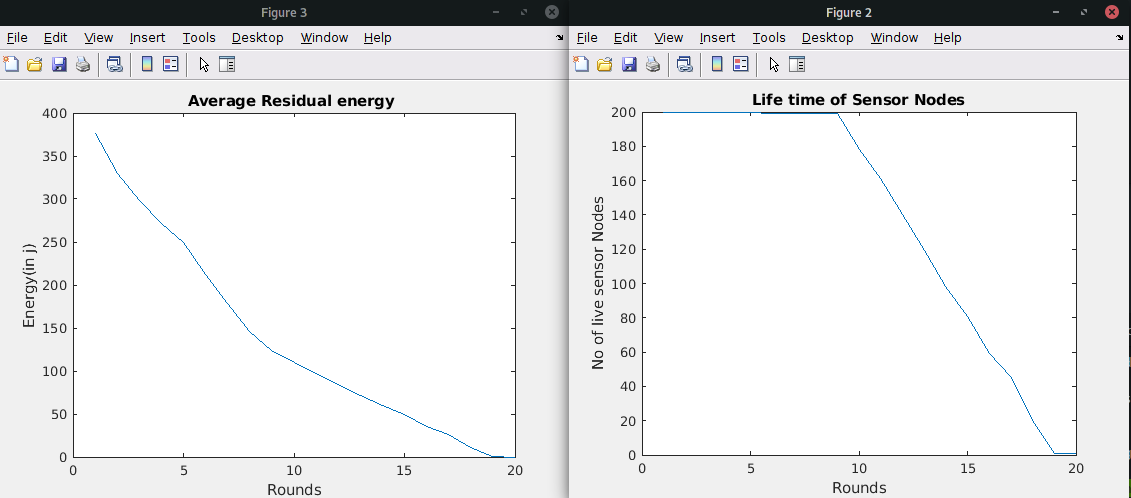 Figure 3
File Edit View Insert Tools Desktop Window Help
Average Residual energy
400
350
300
250
200
150
100
50
0
Energy(in j)
0 5 10 15 20
Rounds
Figure 2
File Edit View Insert Tools Desktop Window Help
Life time of Sensor Nodes
200
180
160
140
120
100
80
60
40
20
0
No of live sensor Nodes
0 5 10 15 20
Rounds